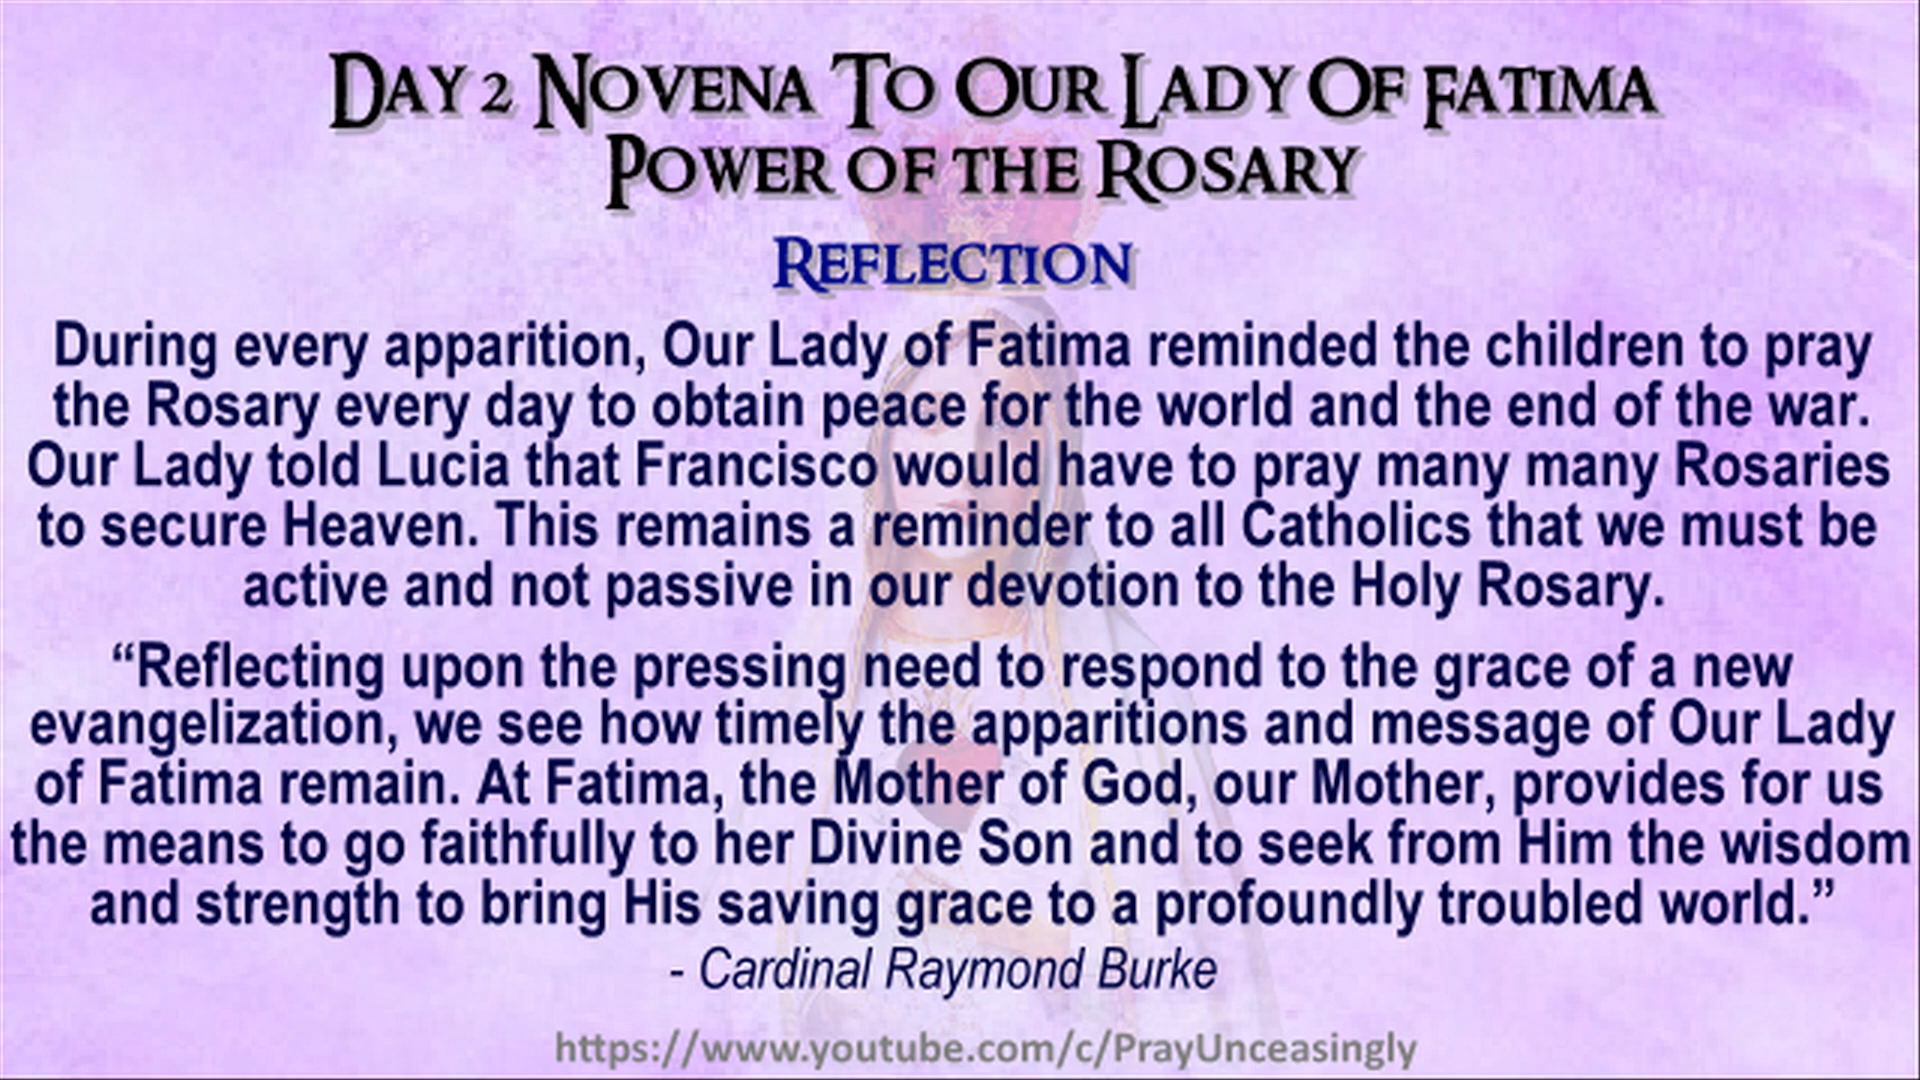 Day 2 Novena To Our Lady Of Fatima
Power of the Rosary
Reflection
During every apparition, Our Lady of Fatima reminded the children to pray
the Rosary every day to obtain peace for the world and the end of the war.
Our Lady told Lucia that Francisco would have to pray many many Rosaries
to secure Heaven. This remains a reminder to all Catholics that we must be
active and not passive in our devotion to the Holy Rosary.
“Reflecting upon the pressing need to respond to the grace of a new
evangelization, we see how timely the apparitions and message of Our Lady
of Fatima remain. At Fatima, the Mother of God, our Mother, provides for us
the means to go faithfully to her Divine Son and to seek from Him the wisdom
and strength to bring His saving grace to a profoundly troubled world.”
- Cardinal Raymond Burke
https://www.youtube.com/c/PrayUnceasingly